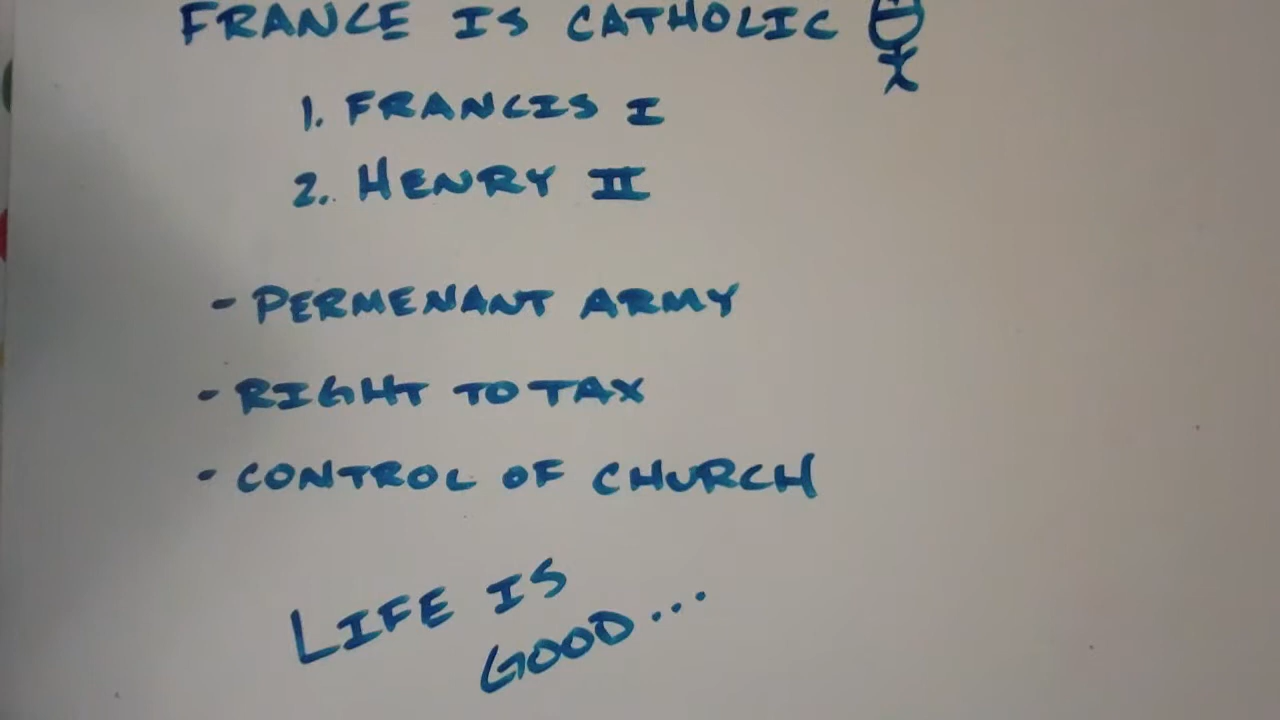 FRANCE IS CATHOLIC
1. FRANCIS I
2. HENRY II
- PERMENANT ARMY
- RIGHT TO TAX
- CONTROL OF CHURCH
LIFE IS
GOOD...